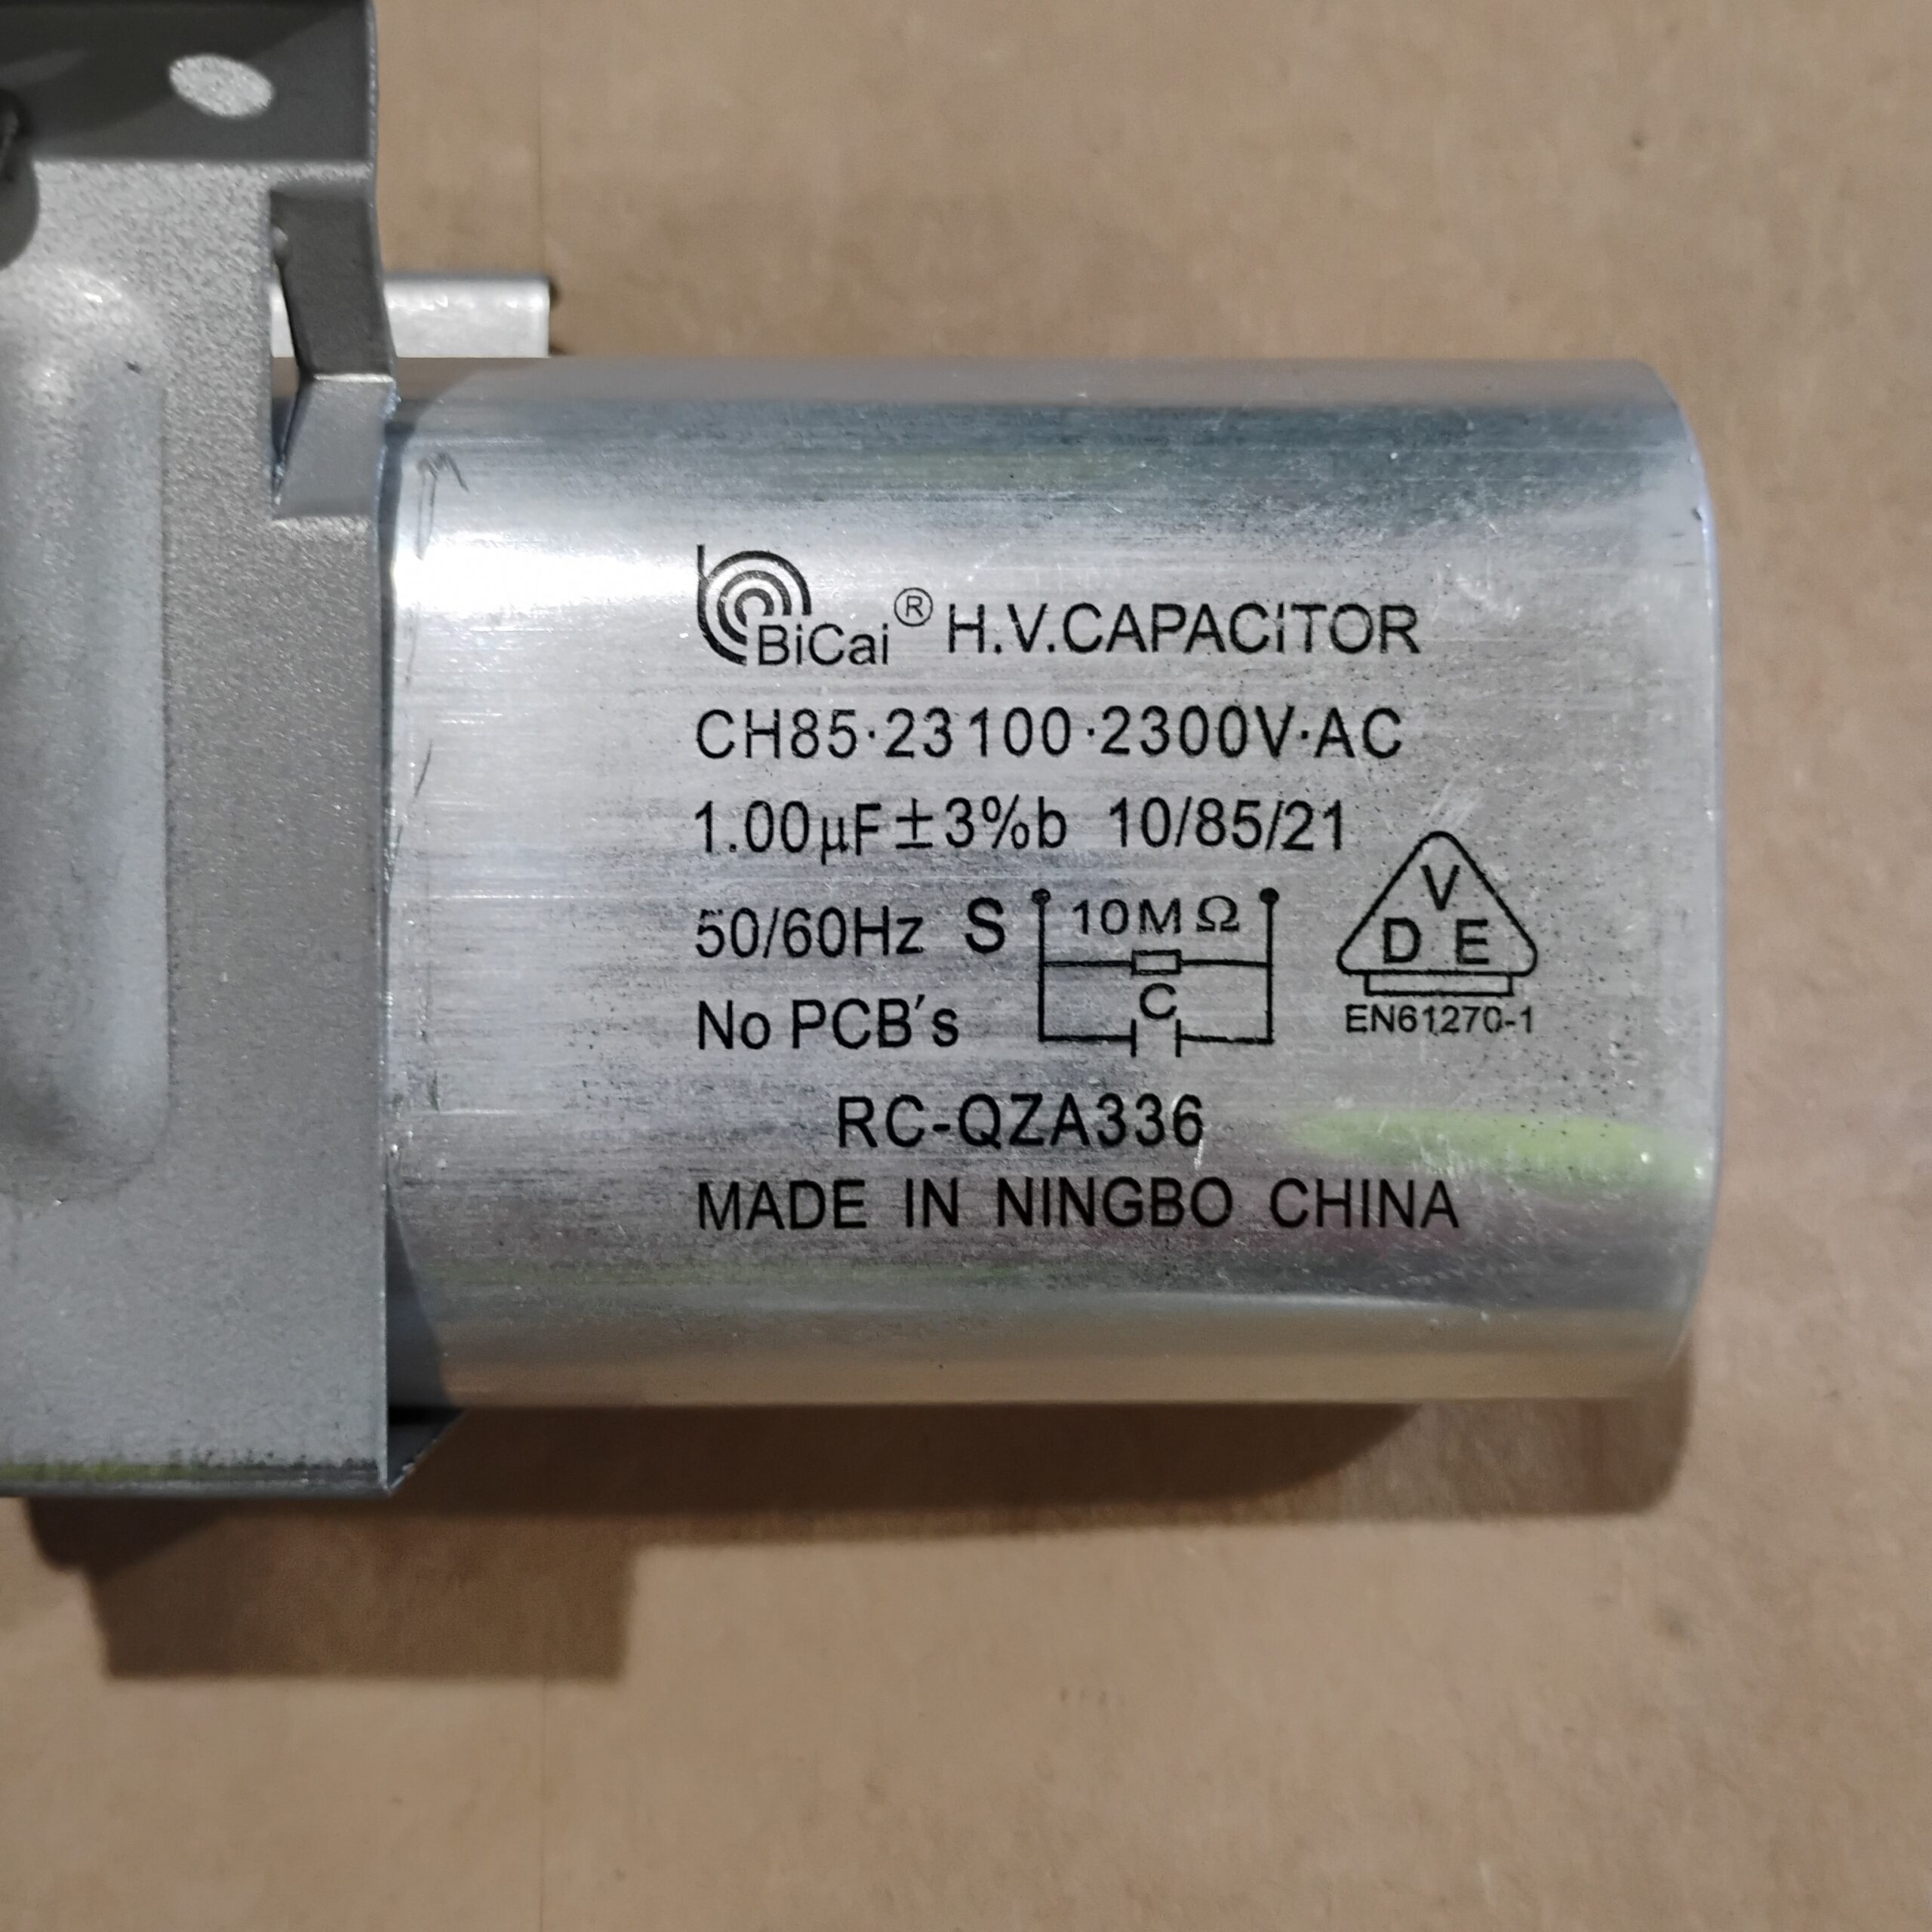 BiCai® H.V.CAPACiTOR
CH85·23100·2300V·AC
1.00μF±3%b 10/85/21
50/60Hz S 10MΩ
C
V
D E
No PCB's
EN61270-1
RC-QZA336
MADE IN NINGBO CHINA